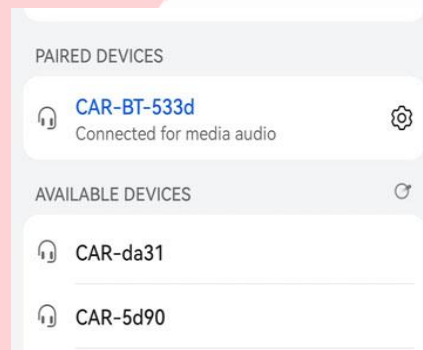 PAIRED DEVICES
CAR-BT-533d
Connected for media audio
AVAILABLE DEVICES
CAR-da31
CAR-5d90